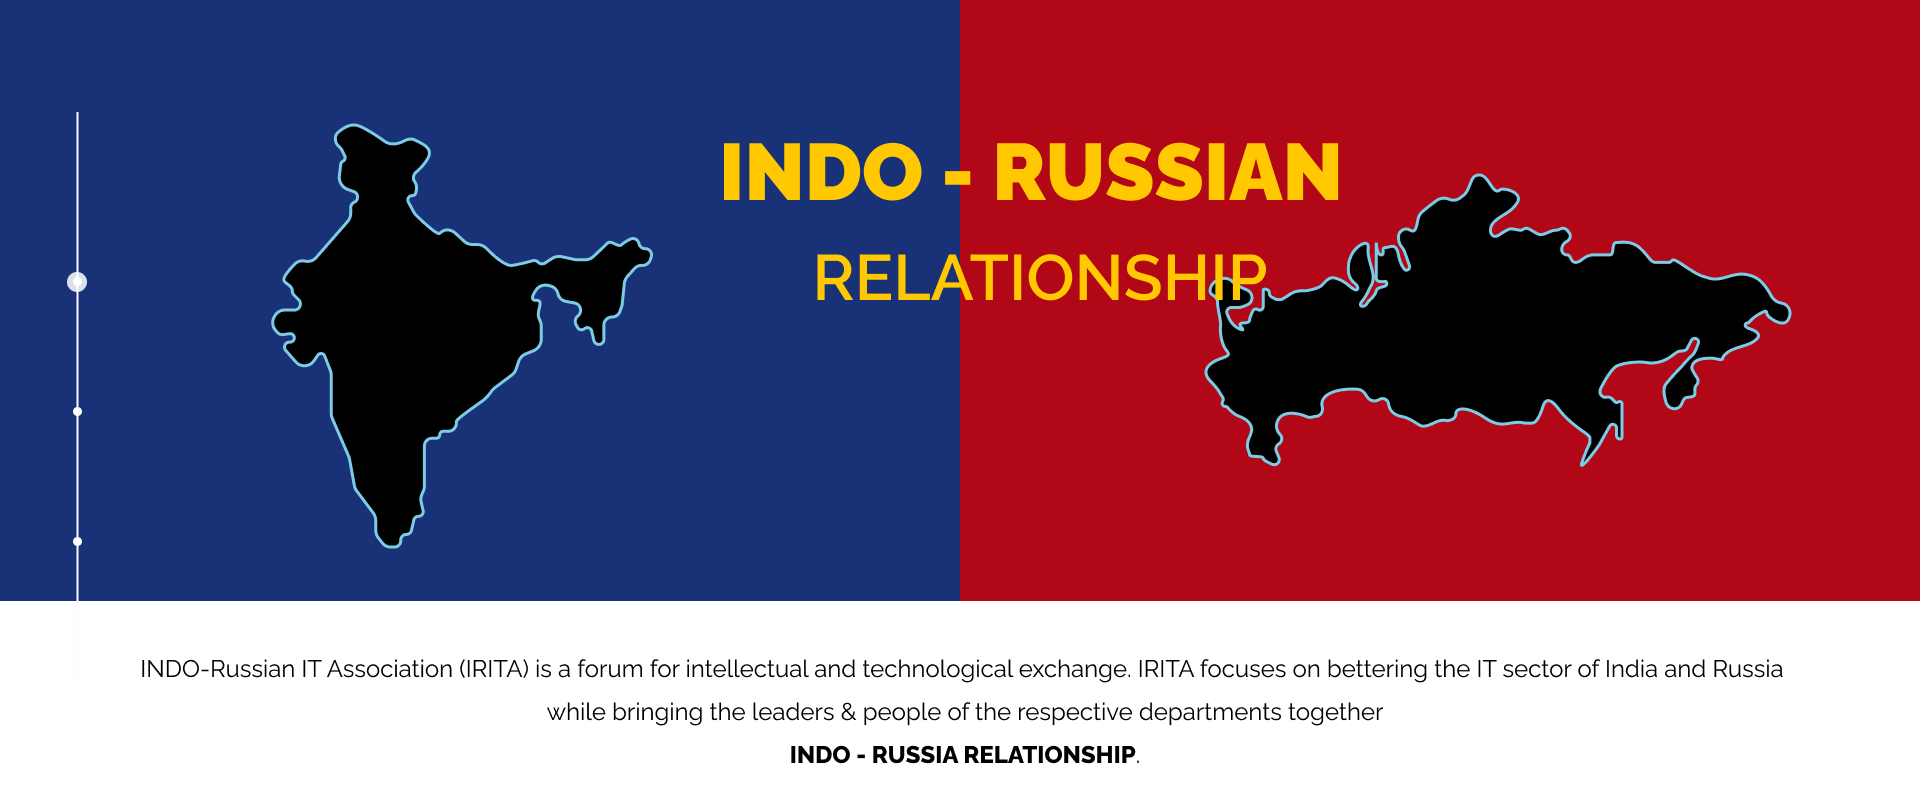 INDO - RUSSIAN
RELATIONSHIP
INDO-Russian IT Association (IRITA) is a forum for intellectual and technological exchange. IRITA focuses on bettering the IT sector of India and Russia
while bringing the leaders & people of the respective departments together
INDO - RUSSIA RELATIONSHIP.